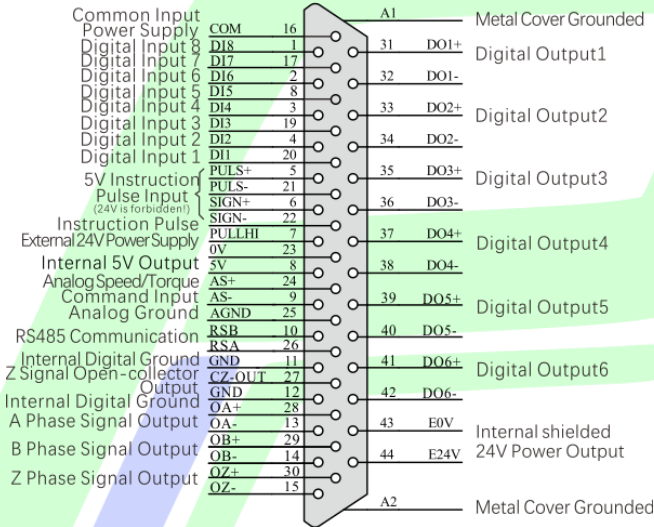 Common Input
Power Supply
Digital Input 8
Digital Input 7
Digital Input 6
Digital Input 5
Digital Input 4
Digital Input 3
Digital Input 2
Digital Input 1
5V Instruction
Pulse Input
(24V is forbidden!)
Instruction Pulse
External 24V Power Supply
Internal 5V Output
Analog Speed/Torque
Command Input
Analog Ground
RS485 Communication
Internal Digital Ground
Z Signal Open-collector
Output
Internal Digital Ground
A Phase Signal Output
B Phase Signal Output
Z Phase Signal Output
COM 16
DI8 1
DI7 17
DI6 2
DI5 8
DI4 3
DI3 19
DI2 4
DI1 20
PULS+ 5
PULS- 21
SIGN+ 6
SIGN- 22
PULLHI 7
0V 23
5V 8
AS+ 24
AS- 9
AGND 25
RSB 10
RSA 26
GND 11
CZ-OUT 27
GND 12
OA+ 28
OA- 13
OB+ 29
OB- 14
OZ+ 30
OZ- 15
A1
31 DO1+
32 DO1-
33 DO2+
34 DO2-
35 DO3+
36 DO3-
37 DO4+
38 DO4-
39 DO5+
40 DO5-
41 DO6+
42 DO6-
43 E0V
44 E24V
A2
Metal Cover Grounded
Digital Output1
Digital Output2
Digital Output3
Digital Output4
Digital Output5
Digital Output6
Internal shielded
24V Power Output
Metal Cover Grounded